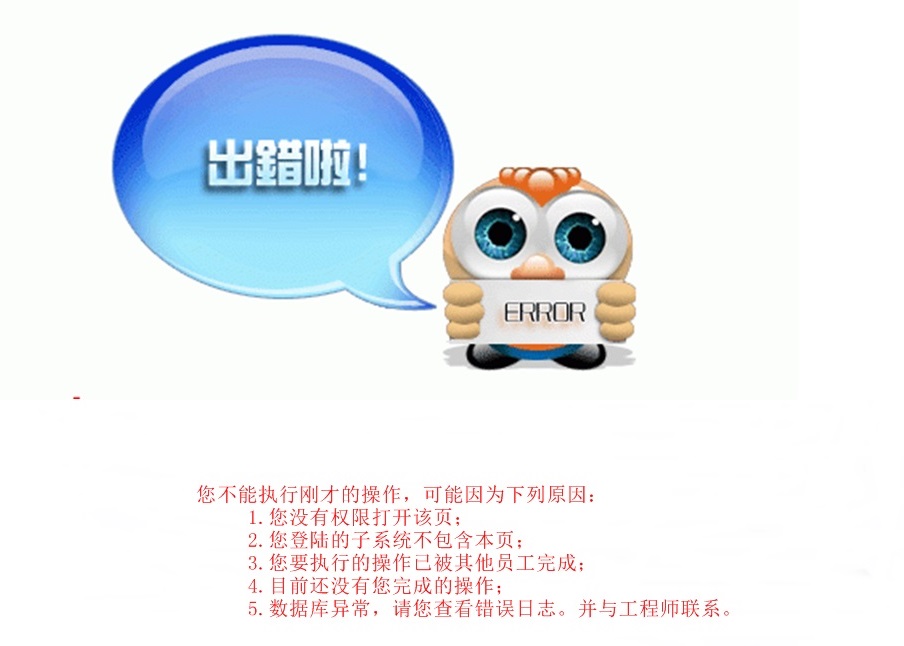 出錯啦!
ERROR
您不能执行刚才的操作，可能因为下列原因：
1.您没有权限打开该页；
2.您登陆的子系统不包含本页；
3.您要执行的操作已被其他员工完成；
4.目前还没有您完成的操作；
5.数据库异常，请您查看错误日志。并与工程师联系。